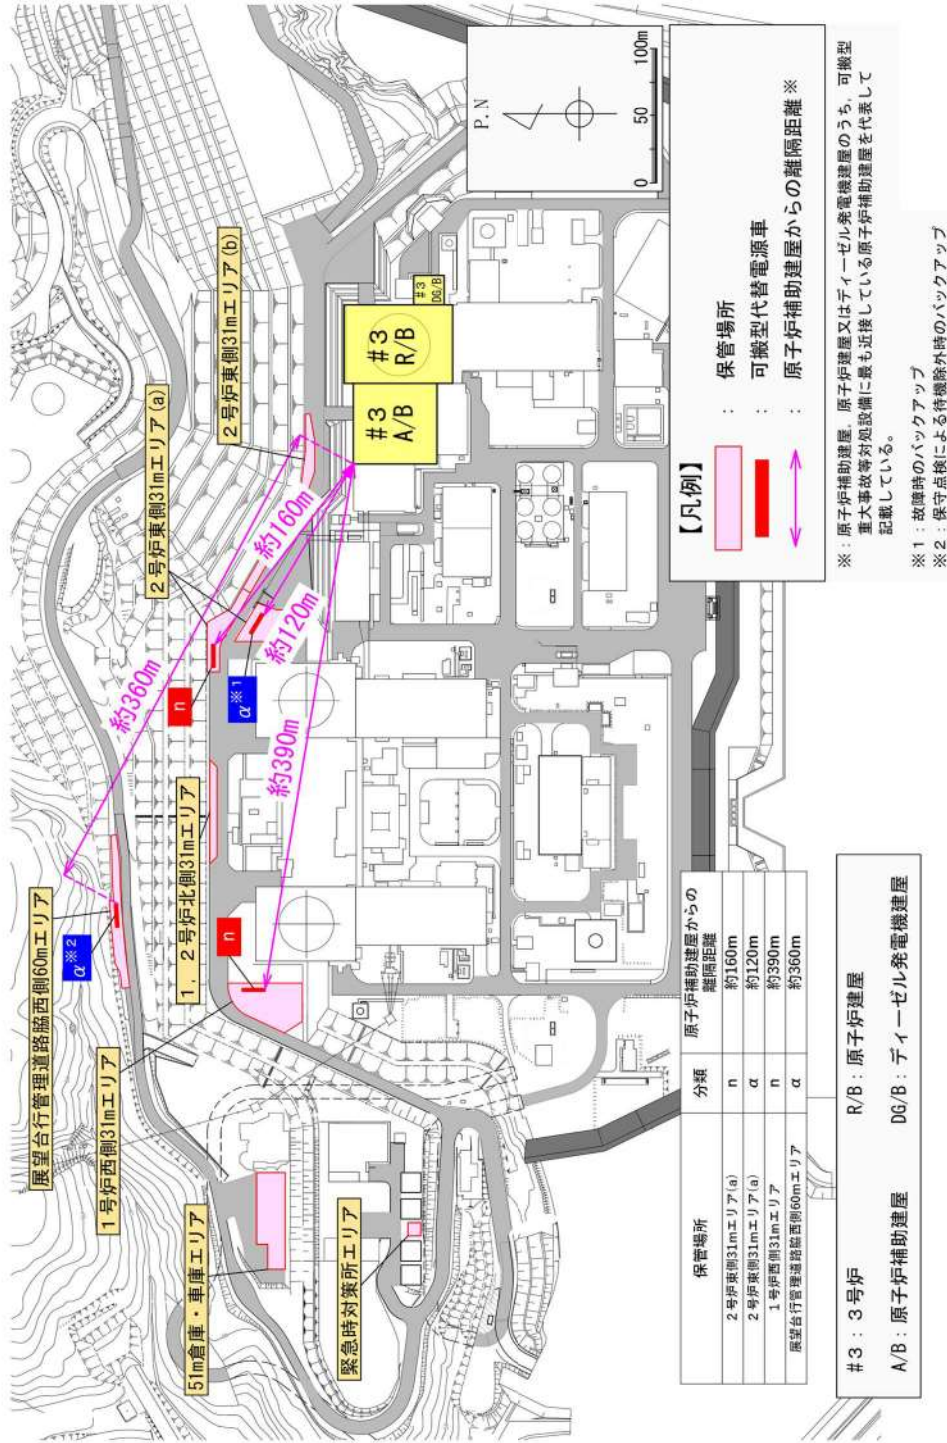 展望台行管理道路脇西側60mエリア
α※2
1号炉西側31mエリア
51m倉庫・車庫エリア
緊急時対策所エリア
1，2号炉北側31mエリア
n
n
α※1
2号炉東側31mエリア(a)
2号炉東側31mエリア(b)
約360m
約160m
約120m
約390m
#3
A/B
#3
R/B
#3
DG/B
P.N
0 50 100m
【凡例】
： 保管場所
： 可搬型代替電源車
： 原子炉補助建屋からの離隔距離※
※：原子炉補助建屋，原子炉建屋又はディーゼル発電機建屋のうち，可搬型
重大事故等対処設備に最も近接している原子炉補助建屋を代表して
記載している。
※1：故障時のバックアップ
※2：保守点検による待機除外時のバックアップ
保管場所 分類 原子炉補助建屋からの
離隔距離
2号炉東側31mエリア(a) n 約160m
2号炉東側31mエリア(a) α 約120m
1号炉西側31mエリア n 約390m
展望台行管理道路脇西側60mエリア α 約360m
#3：3号炉 R/B：原子炉建屋
A/B：原子炉補助建屋 DG/B：ディーゼル発電機建屋